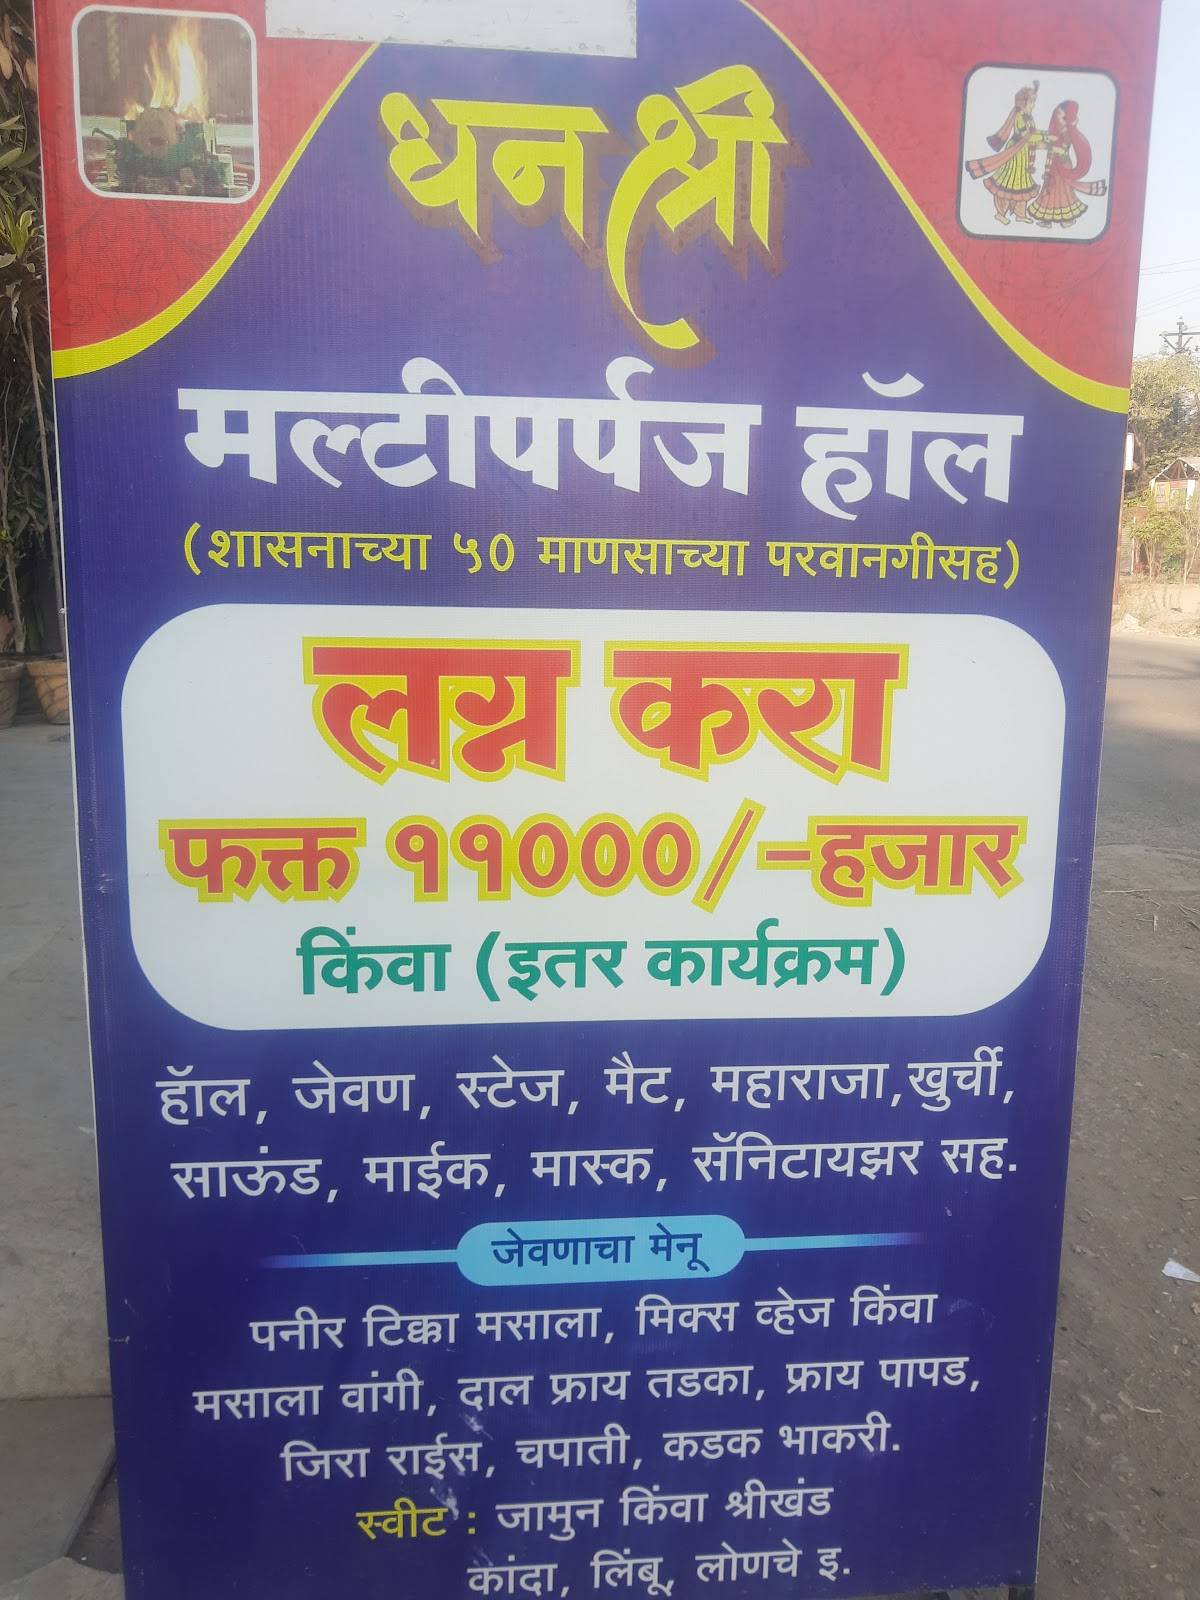 धनश्री
मल्टीपर्पज हॉल
(शासनाच्या ५० माणसाच्या परवानगीसह)
लग्न करा
फक्त ११०००/-हजार
किंवा (इतर कार्यक्रम)
हॉल, जेवण, स्टेज, मैट, महाराजा,खुर्ची,
साऊंड, माईक, मास्क, सॅनिटायझर सह.
जेवणाचा मेनू
पनीर टिक्का मसाला, मिक्स व्हेज किंवा
मसाला वांगी, दाल फ्राय तडका, फ्राय पापड,
जिरा राईस, चपाती, कडक भाकरी.
स्वीट : जामुन किंवा श्रीखंड
कांदा, लिंबू, लोणचे इ.